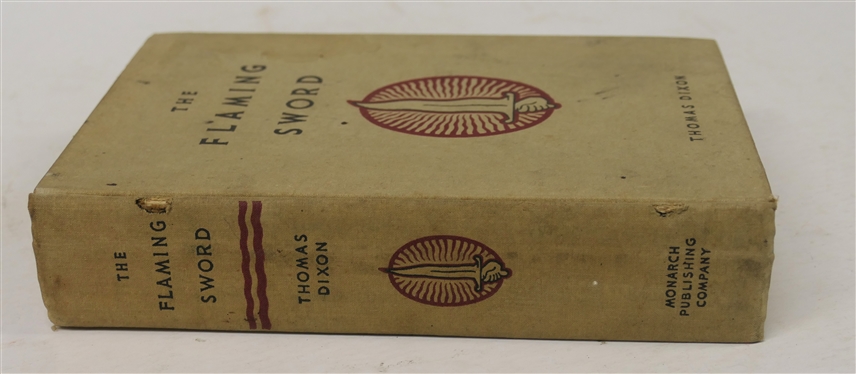 THE
FLAMING
SWORD
THOMAS DIXON
THE
FLAMING
SWORD
THOMAS
DIXON
MONARCH
PUBLISHING
COMPANY